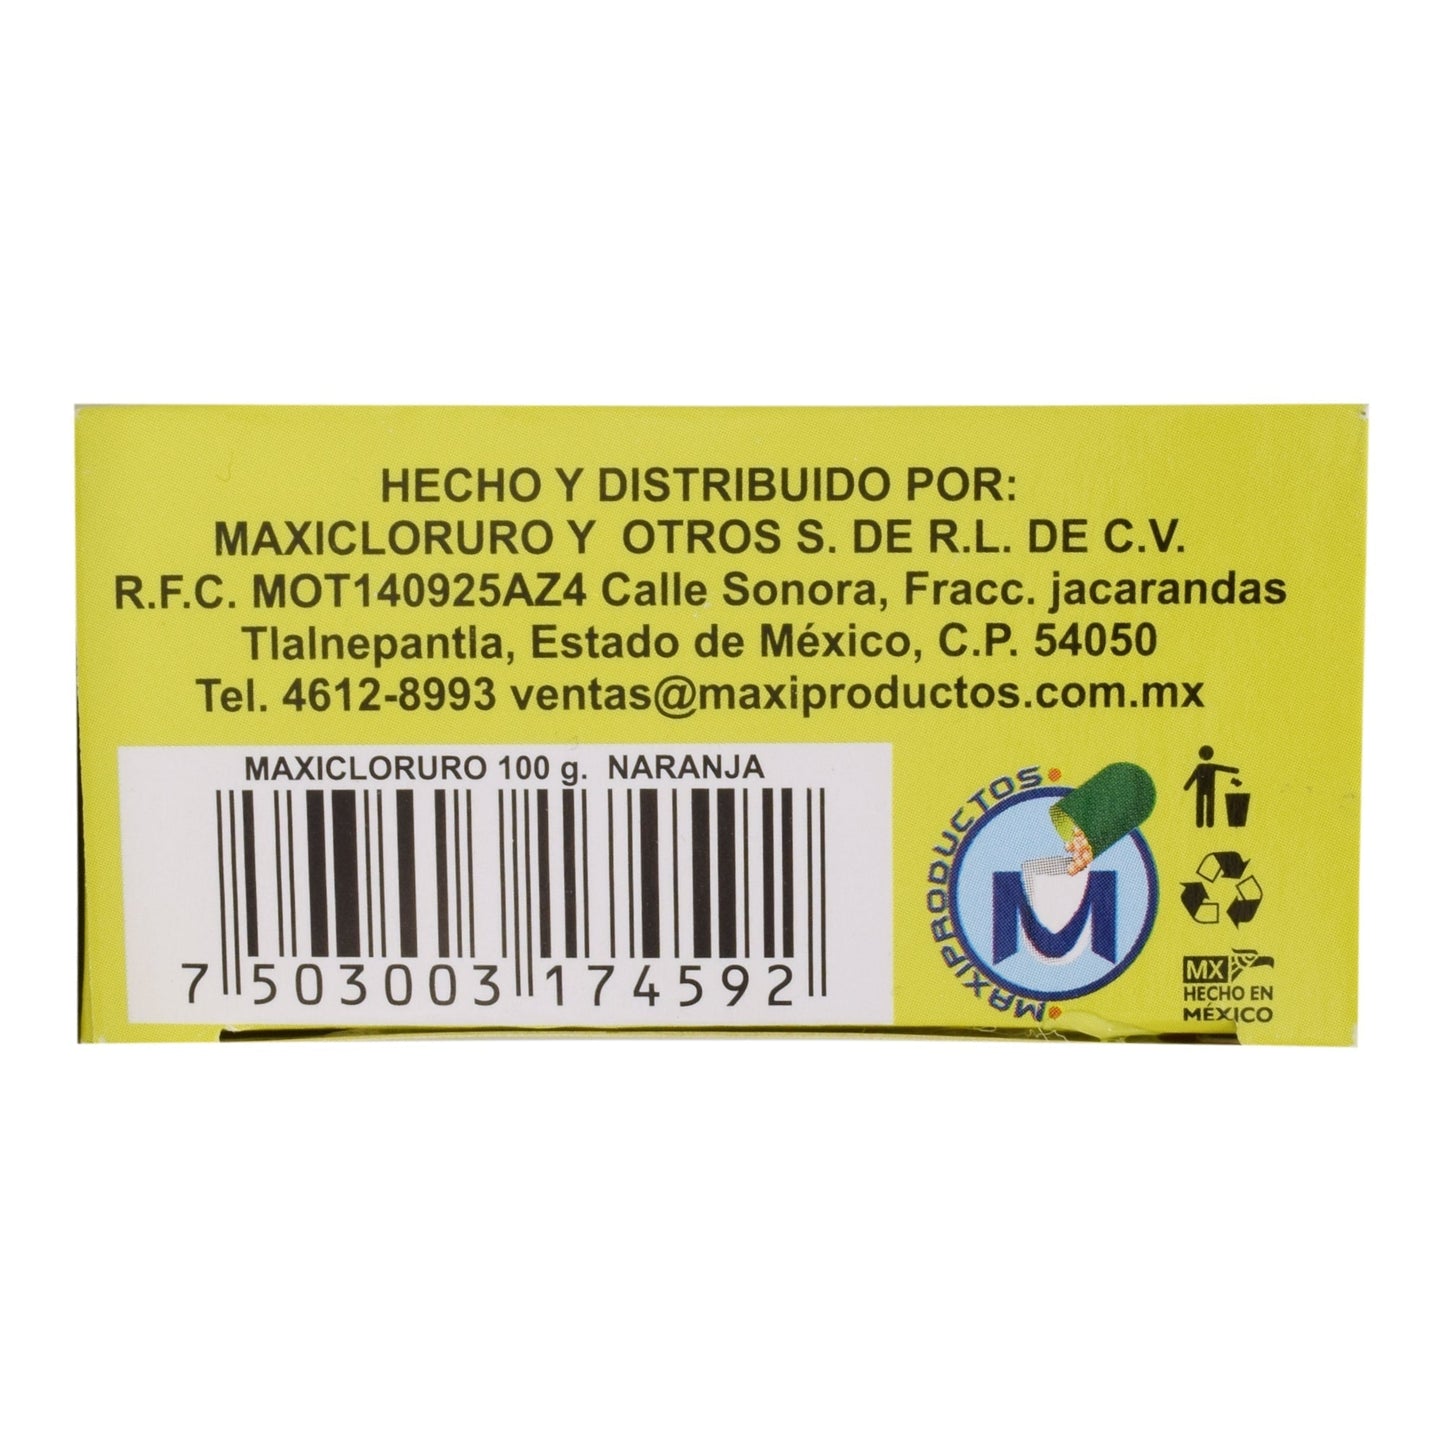 HECHO Y DISTRIBUIDO POR:
MAXICLORURO Y OTROS S. DE R.L. DE C.V.
R.F.C. MOT140925AZ4 Calle Sonora, Fracc. jacarandas
Tlalnepantla, Estado de México, C.P. 54050
Tel. 4612-8993 ventas@maxiproductos.com.mx
MAXICLORURO 100 g. NARANJA
7 503003 174592
MAXIPRODUCTOS
M
MX
HECHO EN
MÉXICO